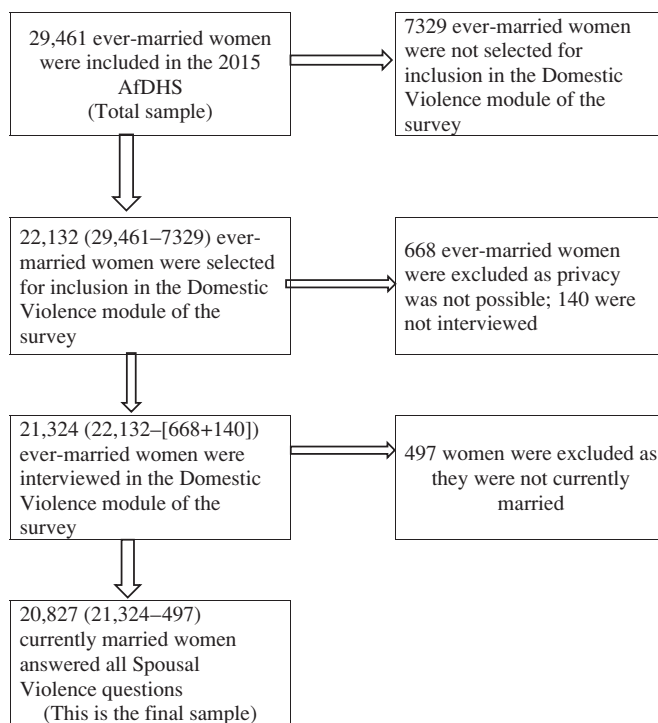 29,461 ever-married women
were included in the 2015
AfDHS
(Total sample)
7329 ever-married women
were not selected for
inclusion in the Domestic
Violence module of the
survey
22,132 (29,461–7329) ever-
married women were selected
for inclusion in the Domestic
Violence module of the
survey
668 ever-married women
were excluded as privacy
was not possible; 140 were
not interviewed
21,324 (22,132–[668+140])
ever-married women were
interviewed in the Domestic
Violence module of the
survey
497 women were excluded as
they were not currently
married
20,827 (21,324–497)
currently married women
answered all Spousal
Violence questions
(This is the final sample)